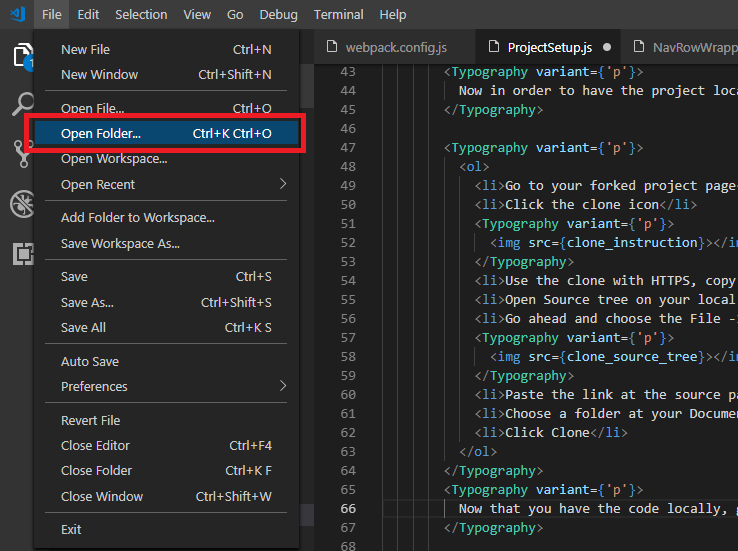 File Edit Selection View Go Debug Terminal Help
New File Ctrl+N
New Window Ctrl+Shift+N
Open File... Ctrl+O
Open Folder... Ctrl+K Ctrl+O
Open Workspace...
Open Recent
Add Folder to Workspace...
Save Workspace As...
Save Ctrl+S
Save As... Ctrl+Shift+S
Save All Ctrl+K S
Auto Save
Preferences
Revert File
Close Editor Ctrl+F4
Close Folder Ctrl+K F
Close Window Ctrl+Shift+W
Exit
1
webpack.config.js ProjectSetup.js NavRowWrapp
43 <Typography variant={'p'}>
44 Now in order to have the project loca
45 </Typography>
46
47 <Typography variant={'p'}>
48 <ol>
49 <li>Go to your forked project page
50 <li>Click the clone icon</li>
51 <Typography variant={'p'}>
52 <img src={clone_instruction}></i
53 </Typography>
54 <li>Use the clone with HTTPS, copy
55 <li>Open Source tree on your local
56 <li>Go ahead and choose the File -
57 <Typography variant={'p'}>
58 <img src={clone_source_tree}></i
59 </Typography>
60 <li>Paste the link at the source pa
61 <li>Choose a folder at your Docume
62 <li>Click Clone</li>
63 </ol>
64 </Typography>
65 <Typography variant={'p'}>
66 Now that you have the code locally, g
67 </Typography>
68